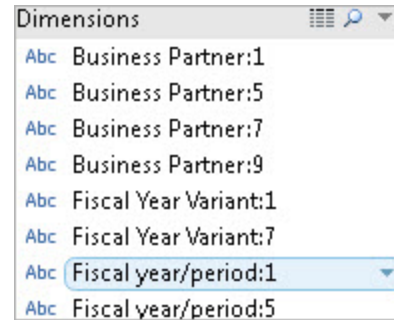 Dimensions
Abc Business Partner:1
Abc Business Partner:5
Abc Business Partner:7
Abc Business Partner:9
Abc Fiscal Year Variant:1
Abc Fiscal Year Variant:7
Abc Fiscal year/period:1
Abc Fiscal year/period:5